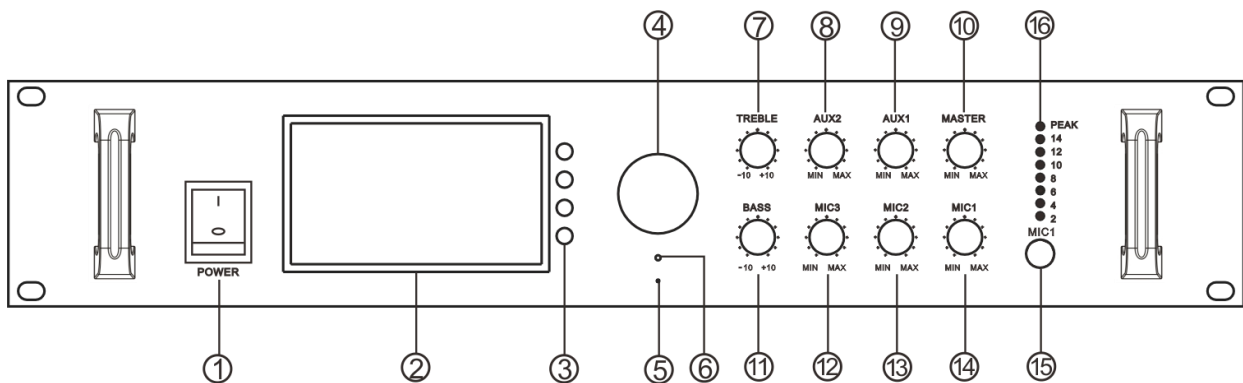 ④ ⑦ ⑧ ⑨ ⑩ ⑯
TREBLE AUX2 AUX1 MASTER PEAK
14
12
10
8
6
4
2
-10 +10 MIN MAX MIN MAX MIN MAX
BASS MIC3 MIC2 MIC1 MIC1
-10 +10 MIN MAX MIN MAX MIN MAX
I
POWER
① ② ③ ⑤ ⑥ ⑪ ⑫ ⑬ ⑭ ⑮